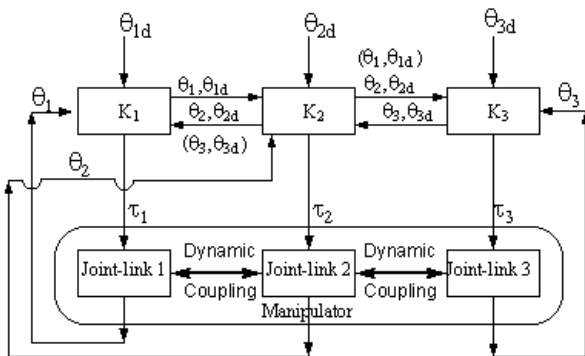 θ1d
θ2d
θ3d
θ1
θ1,θ1d
(θ1,θ1d)
θ2,θ2d
θ3
K1
θ2,θ2d
K2
θ3,θ3d
K3
(θ3,θ3d)
θ2
τ1
τ2
τ3
Joint-link 1
Dynamic
Coupling
Joint-link 2
Dynamic
Coupling
Joint-link 3
Manipulator